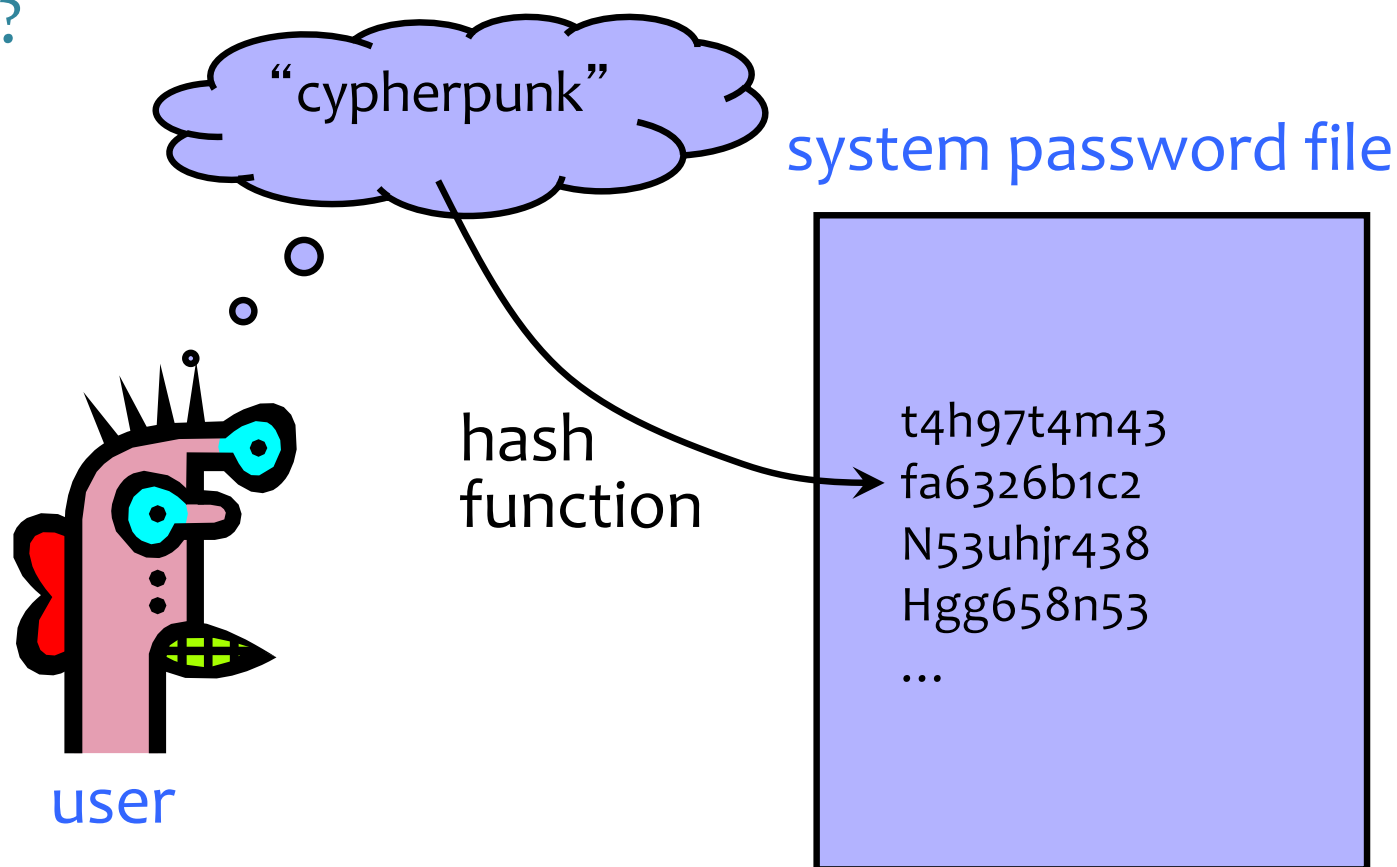 ?
“cypherpunk”
system password file
hash
function
t4h97t4m43
fa6326b1c2
N53uhjr438
Hgg658n53
...
user